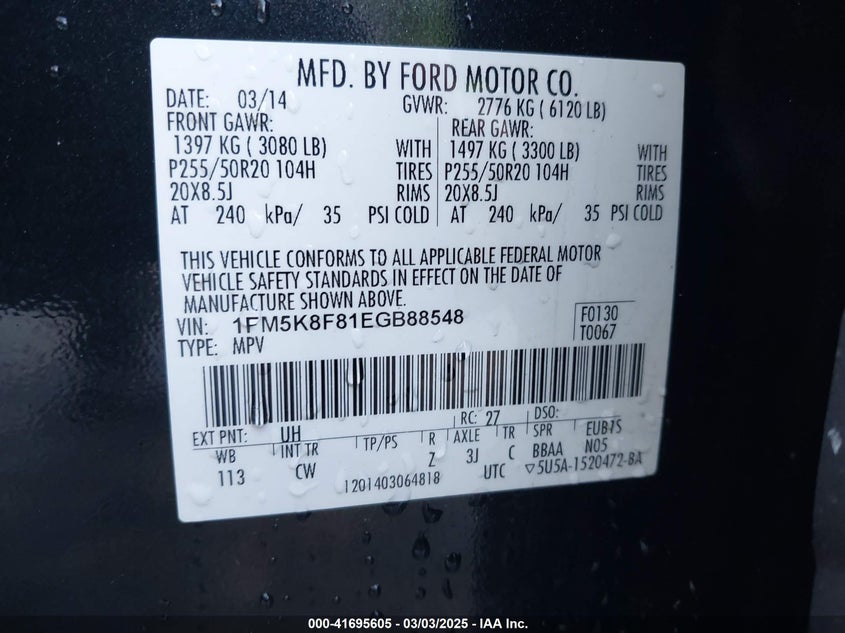 MFD. BY FORD MOTOR CO.
DATE: 03/14 GVWR: 2776 KG ( 6120 LB)
FRONT GAWR: REAR GAWR:
1397 KG ( 3080 LB) WITH 1497 KG ( 3300 LB) WITH
P255/50R20 104H TIRES P255/50R20 104H TIRES
20X8.5J RIMS 20X8.5J RIMS
AT 240 kPa/ 35 PSI COLD AT 240 kPa/ 35 PSI COLD
THIS VEHICLE CONFORMS TO ALL APPLICABLE FEDERAL MOTOR
VEHICLE SAFETY STANDARDS IN EFFECT ON THE DATE OF
MANUFACTURE SHOWN ABOVE.
VIN: 1FM5K8F81EGB88548 F0130
TYPE: MPV T0067
RC: 27 DSO:
EXT PNT: UH EUB1S
WB INT TR TP/PS R AXLE TR SPR N05
113 CW Z 3J C BBAA
1201403064818 UTC ▽5U5A-1520472-BA
000-41695605 — 03/03/2025 — IAA Inc.